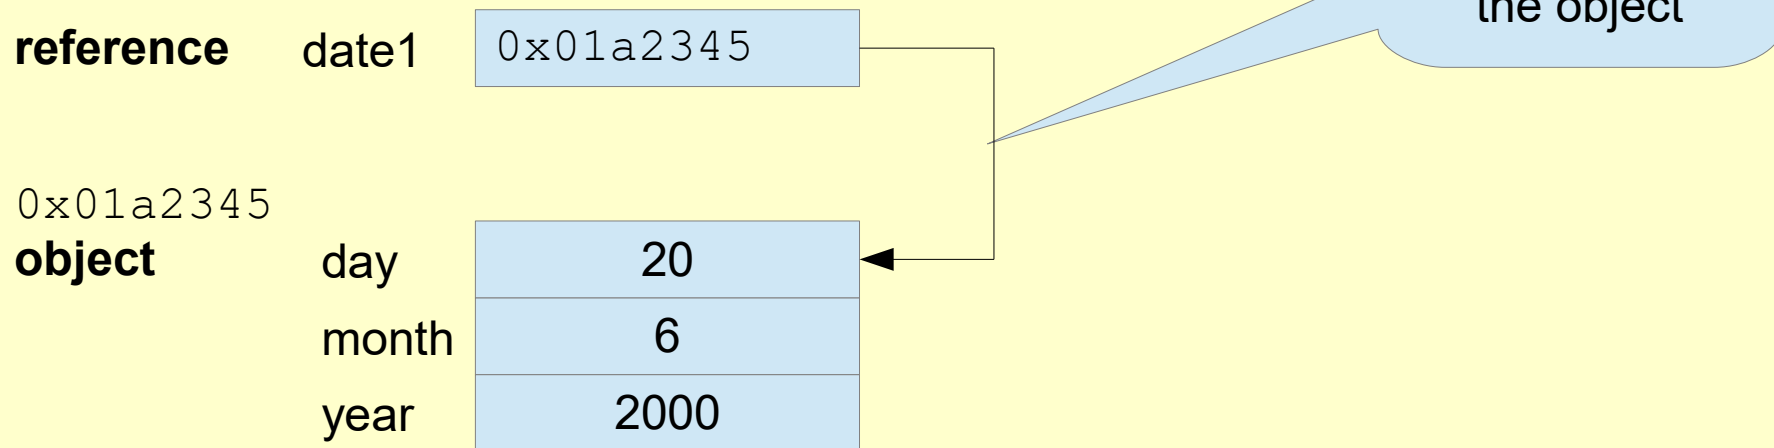 the object
reference date1 0x01a2345
0x01a2345
object day 20
month 6
year 2000